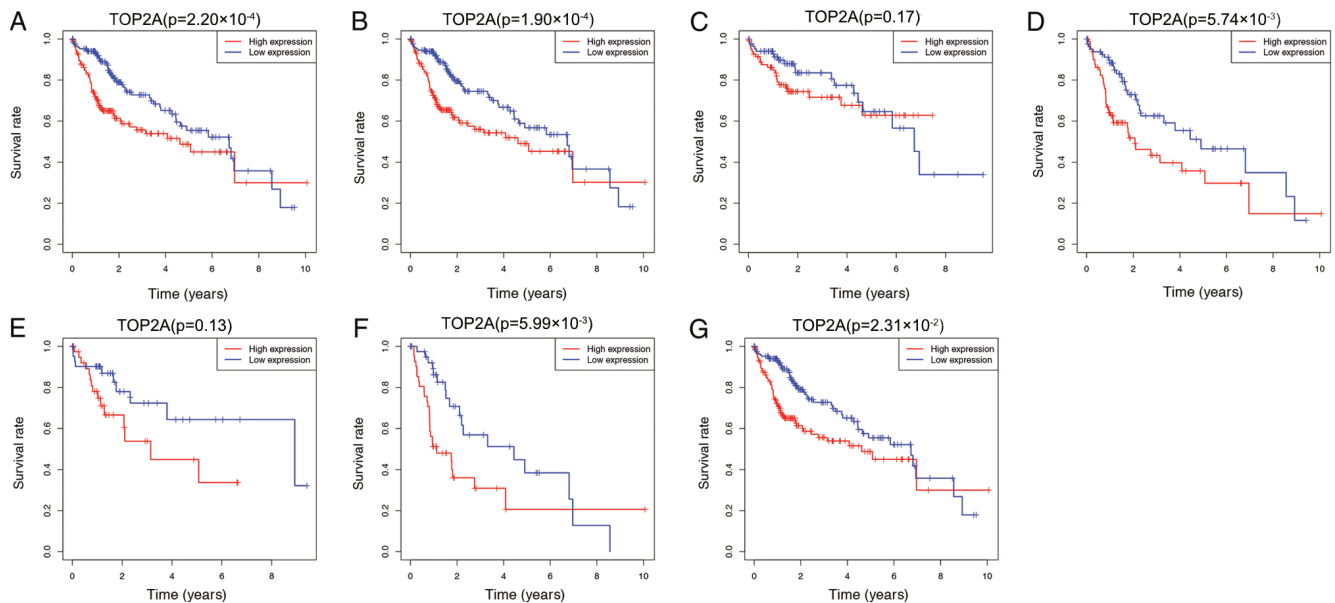 A
TOP2A(p=2.20×10-4)
High expression
Low expression
Survival rate
1.0
0.8
0.6
0.4
0.2
0.0
0 2 4 6 8 10
Time (years)
B
TOP2A(p=1.90×10-4)
High expression
Low expression
Survival rate
1.0
0.8
0.6
0.4
0.2
0.0
0 2 4 6 8 10
Time (years)
C
TOP2A(p=0.17)
High expression
Low expression
Survival rate
1.0
0.8
0.6
0.4
0.2
0.0
0 2 4 6 8
Time (years)
D
TOP2A(p=5.74×10-3)
High expression
Low expression
Survival rate
1.0
0.8
0.6
0.4
0.2
0.0
0 2 4 6 8 10
Time (years)
E
TOP2A(p=0.13)
High expression
Low expression
Survival rate
1.0
0.8
0.6
0.4
0.2
0.0
0 2 4 6 8
Time (years)
F
TOP2A(p=5.99×10-3)
High expression
Low expression
Survival rate
1.0
0.8
0.6
0.4
0.2
0.0
0 2 4 6 8 10
Time (years)
G
TOP2A(p=2.31×10-2)
High expression
Low expression
Survival rate
1.0
0.8
0.6
0.4
0.2
0.0
0 2 4 6 8 10
Time (years)